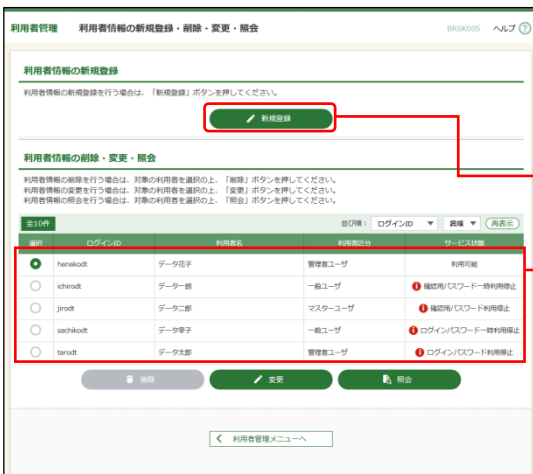 利用者管理 利用者情報の新規登録・削除・変更・照会 BRSK005 ヘルプ ?
利用者情報の新規登録
利用者情報の新規登録を行う場合は、「新規登録」ボタンを押してください。
新規登録
利用者情報の削除・変更・照会
利用者情報の削除を行う場合は、対象の利用者を選択の上、「削除」ボタンを押してください。
利用者情報の変更を行う場合は、対象の利用者を選択の上、「変更」ボタンを押してください。
利用者情報の照会を行う場合は、対象の利用者を選択の上、「照会」ボタンを押してください。
全10件 並び順： ログインID ▼ 昇順 ▼ 再表示
選択 ログインID 利用者名 利用者区分 サービス状態
hanakodt データ花子 管理者ユーザ 利用可能
ichirodt データ一朗 一般ユーザ 確認用パスワード一時利用停止
jirodt データ二郎 マスターユーザ 確認用パスワード利用停止
sachikodt データ幸子 一般ユーザ ログインパスワード一時利用停止
tarodt データ太郎 管理者ユーザ ログインパスワード利用停止
削除 変更 照会
利用者管理メニューへ